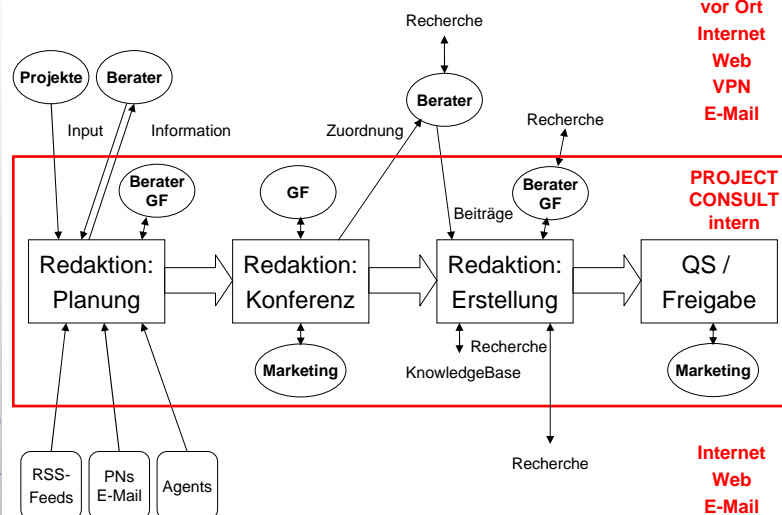 vor Ort
Internet
Web
VPN
E-Mail
Recherche
Projekte
Berater
Berater
Input
Information
Zuordnung
Recherche
Berater
GF
GF
Berater
GF
Beiträge
PROJECT
CONSULT
intern
Redaktion:
Planung
Redaktion:
Konferenz
Redaktion:
Erstellung
QS /
Freigabe
Marketing
Recherche
KnowledgeBase
Marketing
RSS-
Feeds
PNs
E-Mail
Agents
Recherche
Internet
Web
E-Mail